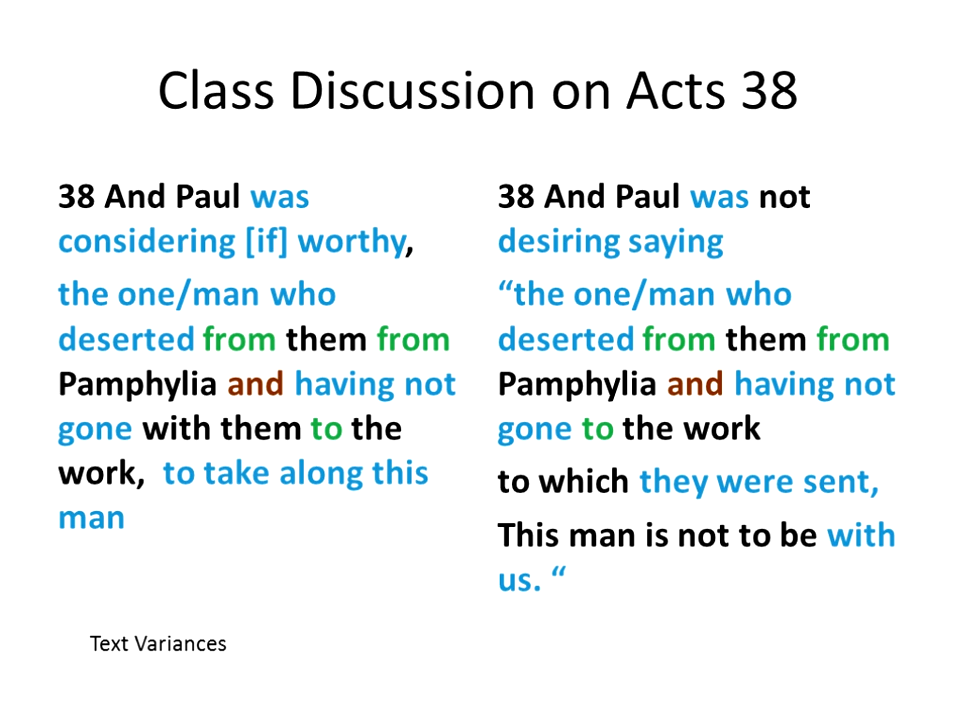 Class Discussion on Acts 38
38 And Paul was
considering [if] worthy,
the one/man who
deserted from them from
Pamphylia and having not
gone with them to the
work,  to take along this
man
38 And Paul was not
desiring saying
“the one/man who
deserted from them from
Pamphylia and having not
gone to the work
to which they were sent,
This man is not to be with
us. “
Text Variances